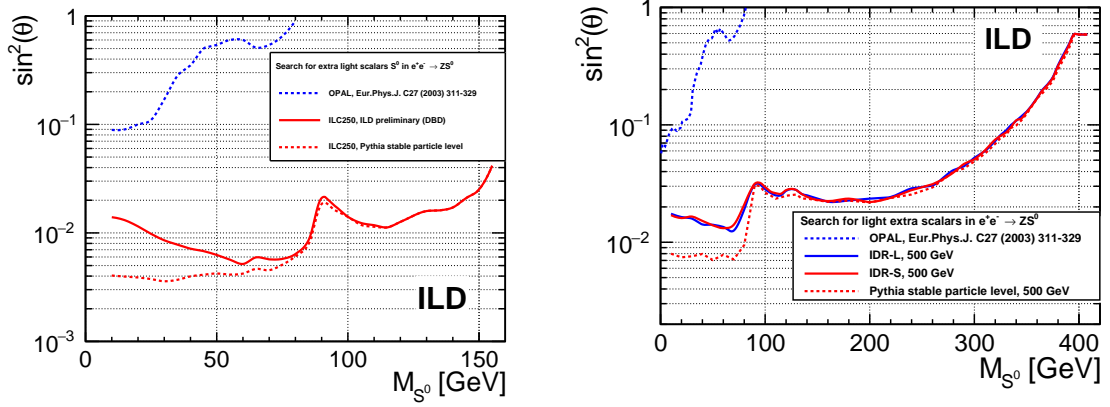 sin²(θ)
1
10⁻¹
10⁻²
10⁻³
Search for extra light scalars S⁰ in e⁺e⁻ → ZS⁰
OPAL, Eur.Phys.J. C27 (2003) 311-329
ILC250, ILD preliminary (DBD)
ILC250, Pythia stable particle level
ILD
0 50 100 150
M_S⁰ [GeV]
sin²(θ)
1
10⁻¹
10⁻²
ILD
Search for light extra scalars in e⁺e⁻ → ZS⁰
OPAL, Eur.Phys.J. C27 (2003) 311-329
IDR-L, 500 GeV
IDR-S, 500 GeV
Pythia stable particle level, 500 GeV
0 100 200 300 400
M_S⁰ [GeV]